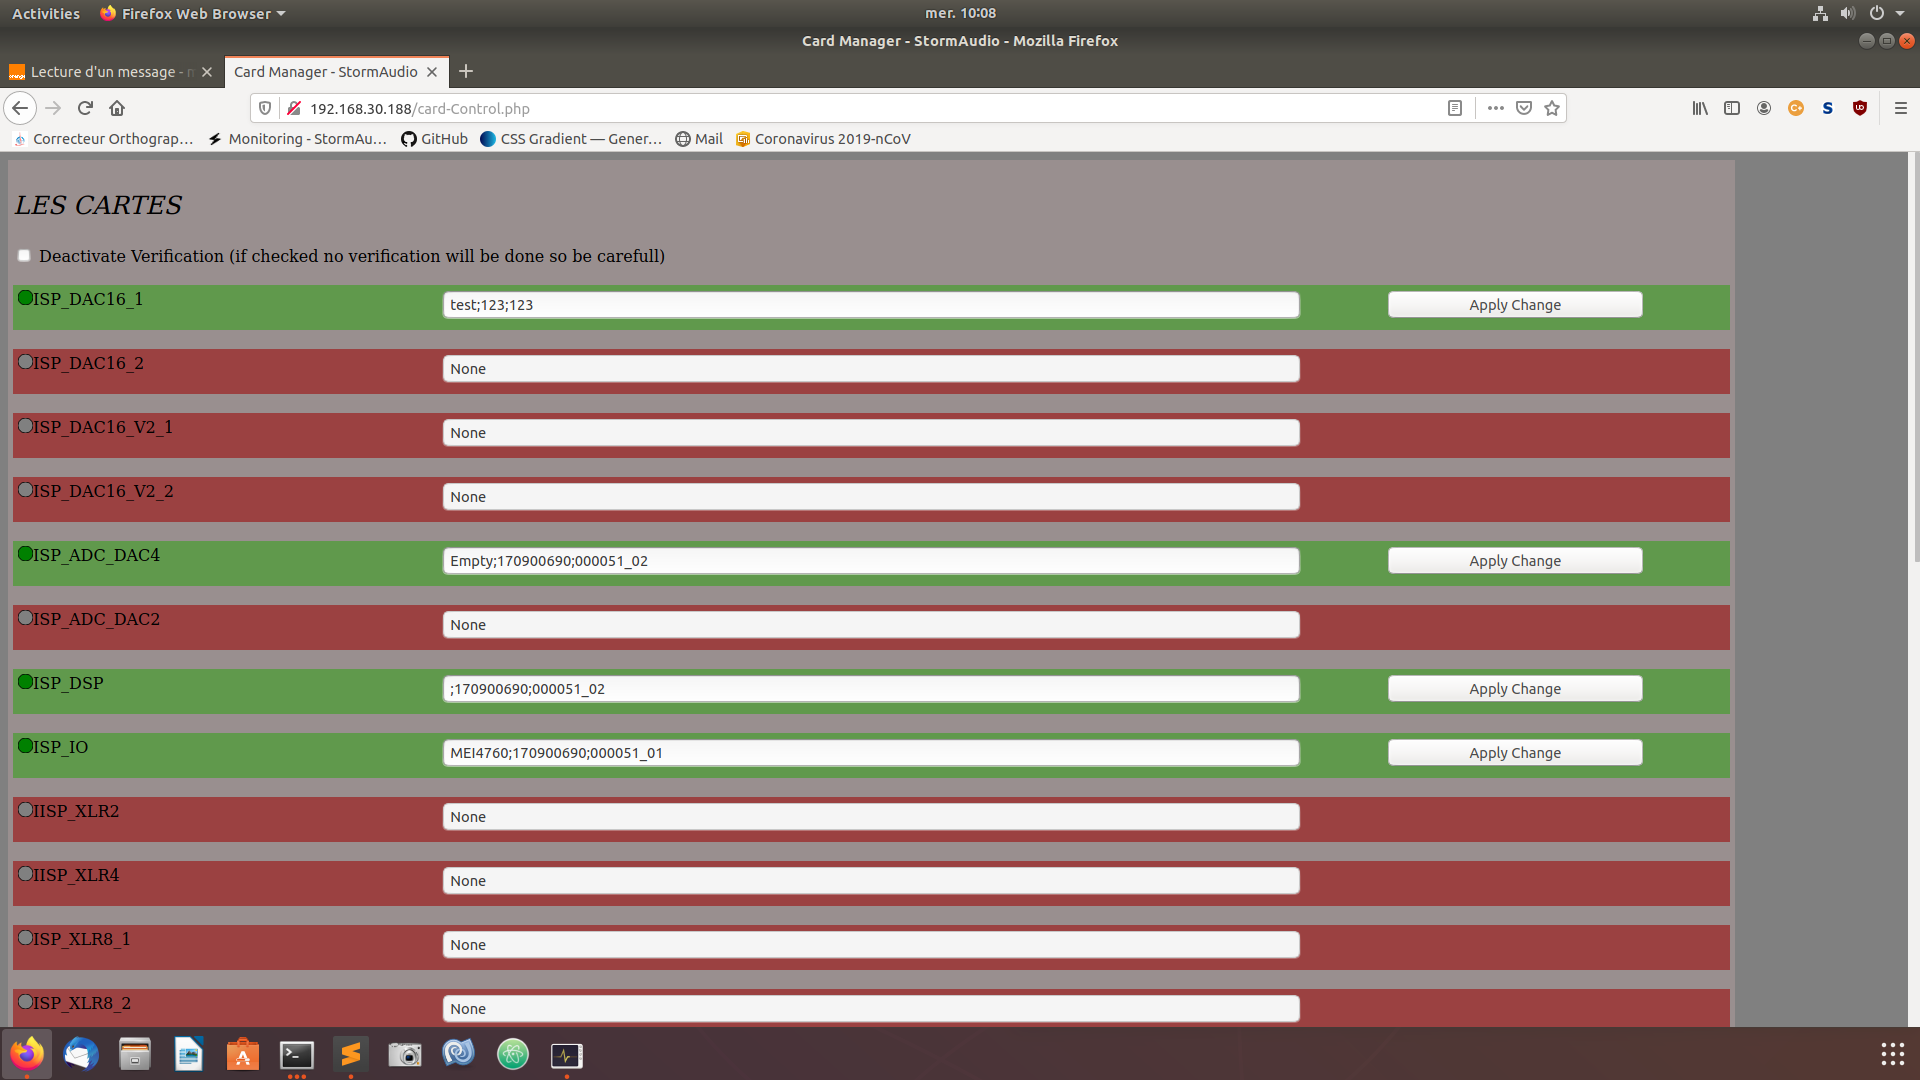 Activities Firefox Web Browser mer. 10:08
Card Manager - StormAudio - Mozilla Firefox
Lecture d'un message - Card Manager - StormAudio
192.168.30.188/card-Control.php
Correcteur Orthograp… Monitoring - StormAu… GitHub CSS Gradient — Gener… Mail Coronavirus 2019-nCoV
LES CARTES
Deactivate Verification (if checked no verification will be done so be carefull)
ISP_DAC16_1 test;123;123 Apply Change
ISP_DAC16_2 None
ISP_DAC16_V2_1 None
ISP_DAC16_V2_2 None
ISP_ADC_DAC4 Empty;170900690;000051_02 Apply Change
ISP_ADC_DAC2 None
ISP_DSP ;170900690;000051_02 Apply Change
ISP_IO MEI4760;170900690;000051_01 Apply Change
IISP_XLR2 None
IISP_XLR4 None
ISP_XLR8_1 None
ISP_XLR8_2 None